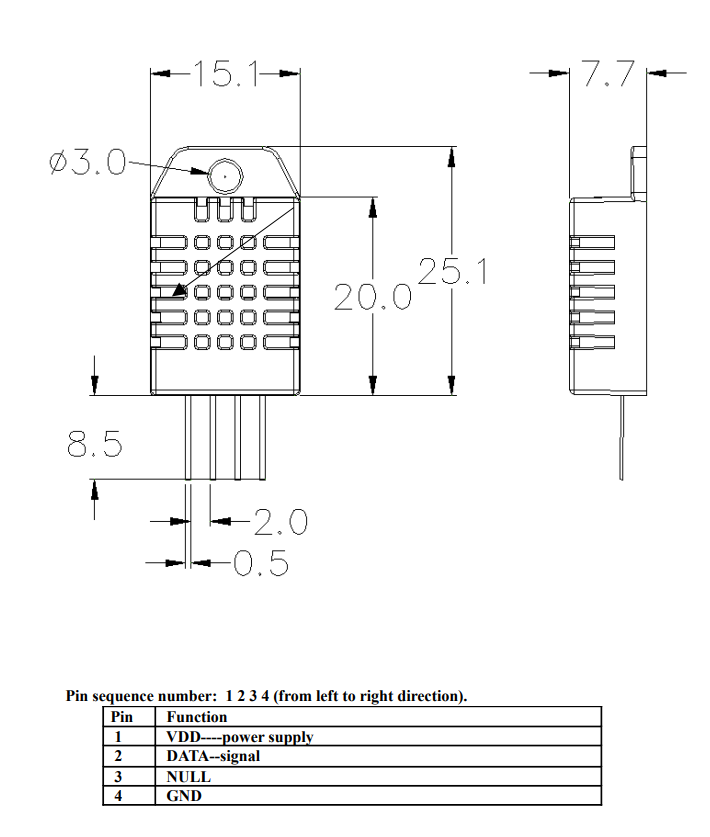 15.1
7.7
ø3.0
25.1
20.0
8.5
2.0
0.5
Pin sequence number: 1 2 3 4 (from left to right direction).
Pin Function
1 VDD----power supply
2 DATA--signal
3 NULL
4 GND